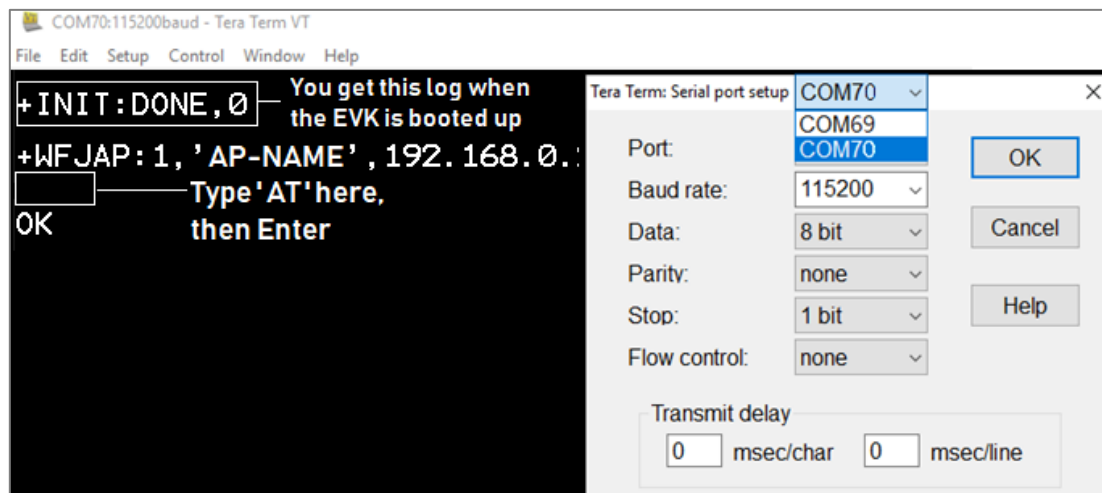 COM70:115200baud - Tera Term VT
File Edit Setup Control Window Help
+INIT:DONE,0
You get this log when
the EVK is booted up
+WFJAP:1,'AP-NAME',192.168.0.
Type'AT'here,
then Enter
OK
Tera Term: Serial port setup
COM70
COM69
COM70
Port:
OK
Baud rate:
115200
Data:
8 bit
Cancel
Parity:
none
Stop:
1 bit
Help
Flow control:
none
Transmit delay
0 msec/char 0 msec/line